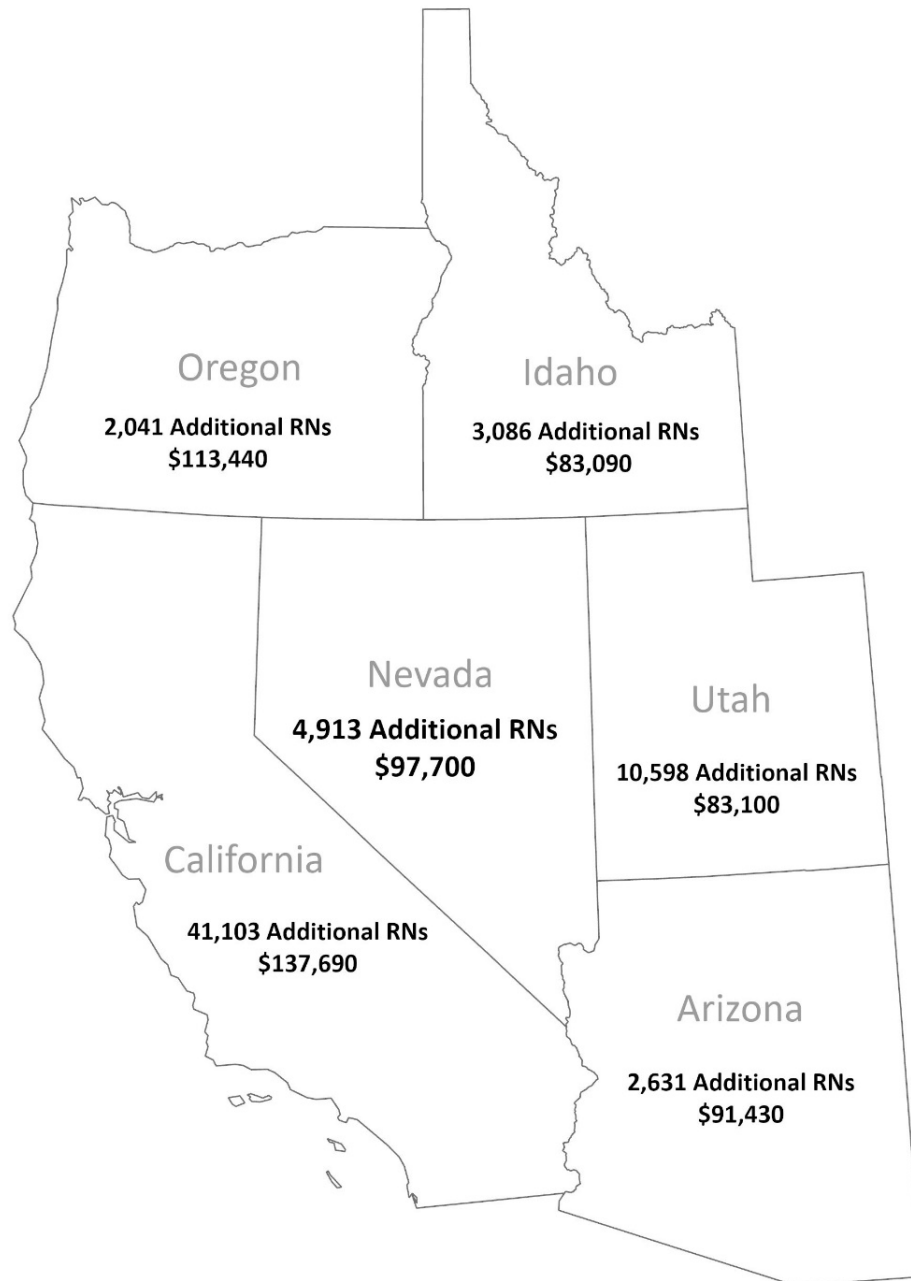 Oregon
2,041 Additional RNs
$113,440
Idaho
3,086 Additional RNs
$83,090
Nevada
4,913 Additional RNs
$97,700
Utah
10,598 Additional RNs
$83,100
California
41,103 Additional RNs
$137,690
Arizona
2,631 Additional RNs
$91,430